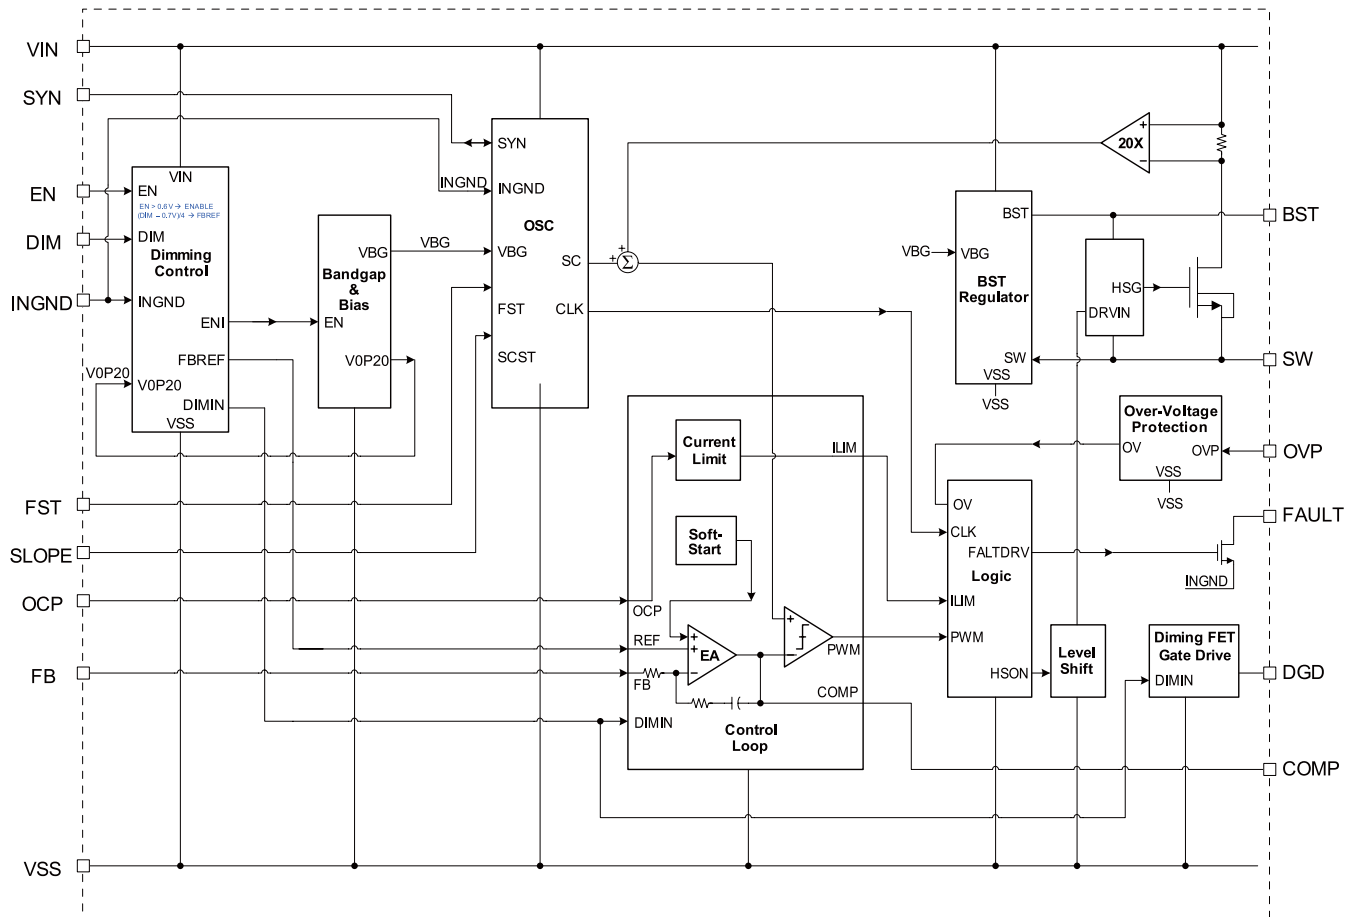 VIN
SYN
EN
DIM
INGND
FST
SLOPE
OCP
FB
VSS
VIN
EN
EN > 0.6V → ENABLE
(DIM – 0.7V)/4 → FBREF
DIM
Dimming
Control
INGND
ENI
FBREF
V0P20
V0P20
DIMIN
VSS
VBG
Bandgap
&
Bias
EN
V0P20
VBG
INGND
SYN
INGND
OSC
VBG
SC
FST
CLK
SCST
+
+
Σ
20X
+
–
BST
VBG
VBG
BST
Regulator
SW
VSS
VSS
HSG
DRVIN
Over-Voltage
Protection
OV
OVP
VSS
VSS
Current
Limit
ILIM
Soft-
Start
OCP
REF
FB
DIMIN
+
+
–
EA
+
–
PWM
COMP
Control
Loop
OV
CLK
FALTDRV
Logic
ILIM
PWM
HSON
Level
Shift
INGND
Diming FET
Gate Drive
DIMIN
BST
SW
OVP
FAULT
DGD
COMP